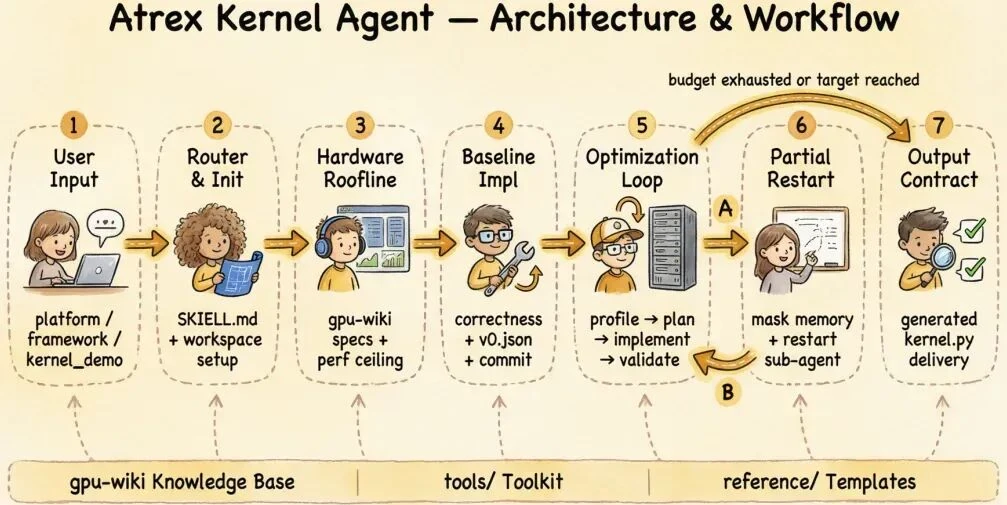 Atrex Kernel Agent — Architecture & Workflow
budget exhausted or target reached
1
User
Input
platform /
framework /
kernel_demo
2
Router
& Init
SKIELL.md
+ workspace
setup
3
Hardware
Roofline
gpu-wiki
specs +
perf ceiling
4
Baseline
Impl
correctness
+ v0.json
+ commit
5
Optimization
Loop
profile → plan
→ implement
→ validate
A
B
6
Partial
Restart
mask memory
+ restart
sub-agent
7
Output
Contract
generated
kernel.py
delivery
gpu-wiki Knowledge Base
tools/ Toolkit
reference/ Templates